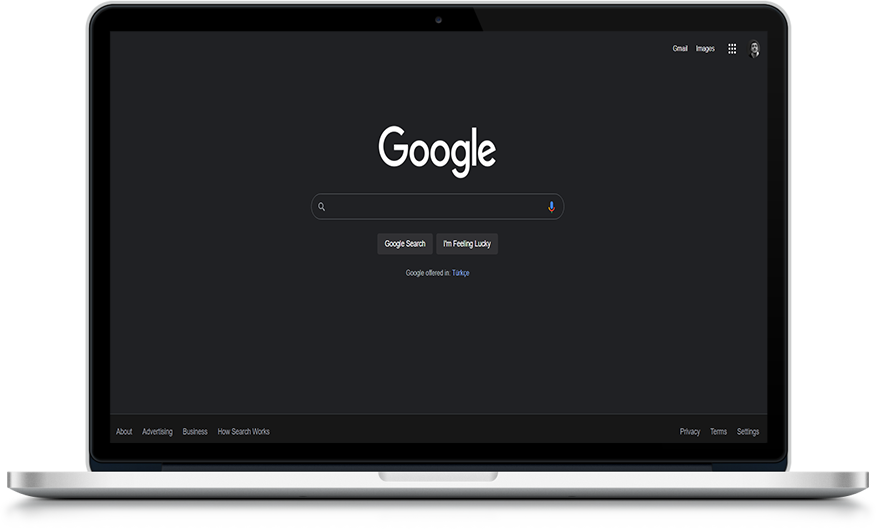 Gmail Images
Google
Google Search I'm Feeling Lucky
Google offered in: Türkçe
About Advertising Business How Search Works Privacy Terms Settings